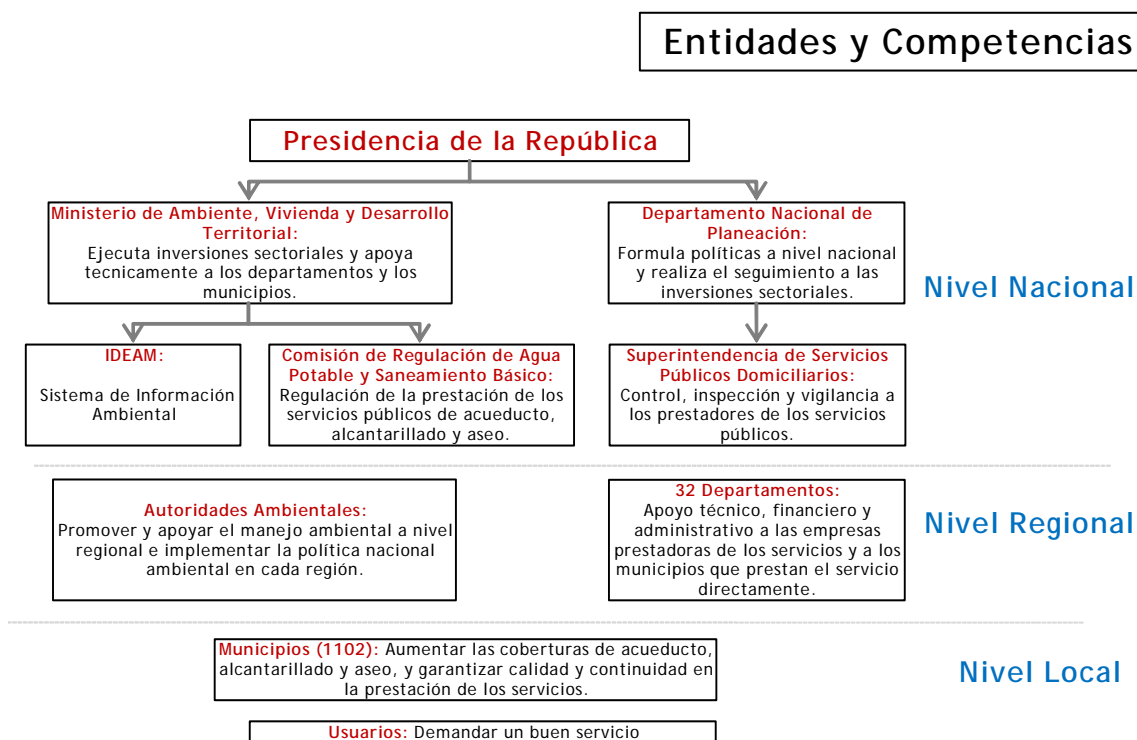 Entidades y Competencias
Presidencia de la República
Ministerio de Ambiente, Vivienda y Desarrollo
Territorial:
Ejecuta inversiones sectoriales y apoya
tecnicamente a los departamentos y los
municipios.
Departamento Nacional de
Planeación:
Formula políticas a nivel nacional
y realiza el seguimiento a las
inversiones sectoriales.
Nivel Nacional
IDEAM:
Sistema de Información
Ambiental
Comisión de Regulación de Agua
Potable y Saneamiento Básico:
Regulación de la prestación de los
servicios públicos de acueducto,
alcantarillado y aseo.
Superintendencia de Servicios
Públicos Domiciliarios:
Control, inspección y vigilancia a
los prestadores de los servicios
públicos.
Autoridades Ambientales:
Promover y apoyar el manejo ambiental a nivel
regional e implementar la política nacional
ambiental en cada región.
32 Departamentos:
Apoyo técnico, financiero y
administrativo a las empresas
prestadoras de los servicios y a los
municipios que prestan el servicio
directamente.
Nivel Regional
Municipios (1102): Aumentar las coberturas de acueducto,
alcantarillado y aseo, y garantizar calidad y continuidad en
la prestación de los servicios.
Nivel Local
Usuarios: Demandar un buen servicio